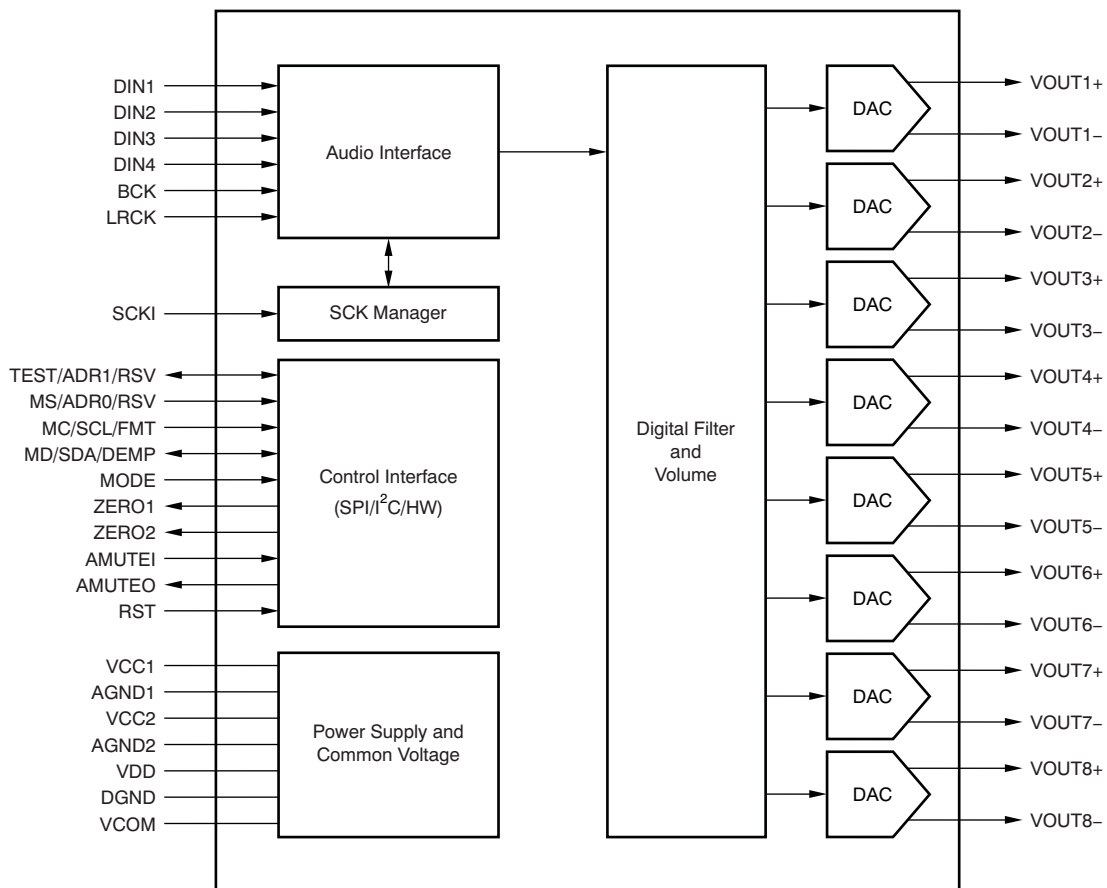 DIN1
DIN2
DIN3
DIN4
BCK
LRCK
Audio Interface
SCKI
SCK Manager
TEST/ADR1/RSV
MS/ADR0/RSV
MC/SCL/FMT
MD/SDA/DEMP
MODE
ZERO1
ZERO2
AMUTEI
AMUTEO
RST
Control Interface
(SPI/I²C/HW)
VCC1
AGND1
VCC2
AGND2
VDD
DGND
VCOM
Power Supply and
Common Voltage
Digital Filter
and
Volume
DAC
VOUT1+
VOUT1−
DAC
VOUT2+
VOUT2−
DAC
VOUT3+
VOUT3−
DAC
VOUT4+
VOUT4−
DAC
VOUT5+
VOUT5−
DAC
VOUT6+
VOUT6−
DAC
VOUT7+
VOUT7−
DAC
VOUT8+
VOUT8−